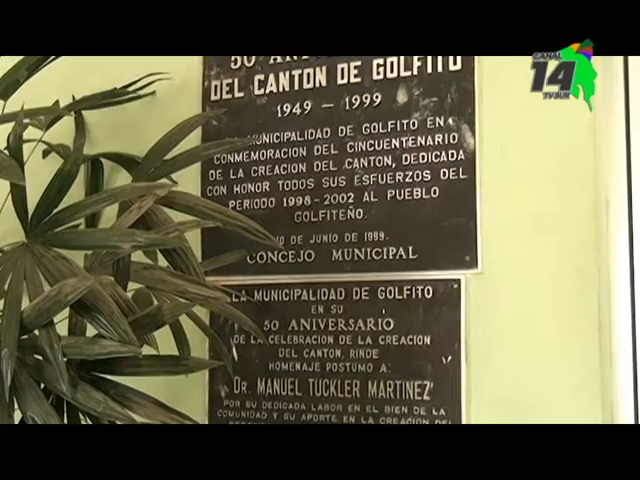 CANAL
14
TV SUR
50
DEL CANTON DE GOLFITO
1949 - 1999
MUNICIPALIDAD DE GOLFITO EN
CONMEMORACION DEL CINCUENTENARIO
DE LA CREACION DEL CANTON, DEDICADA
CON HONOR TODOS SUS ESFUERZOS DEL
PERIODO 1998-2002 AL PUEBLO
GOLFITEÑO.
DE JUNIO DE 1999.
CONCEJO MUNICIPAL
LA MUNICIPALIDAD DE GOLFITO
EN SU
50 ANIVERSARIO
DE LA CELEBRACION DE LA CREACION
DEL CANTON, RINDE
HOMENAJE POSTUMO A:
DR. MANUEL TUCKLER MARTINEZ
POR SU DEDICADA LABOR EN EL BIEN DE LA
COMUNIDAD Y SU APORTE EN LA CREACION DEL